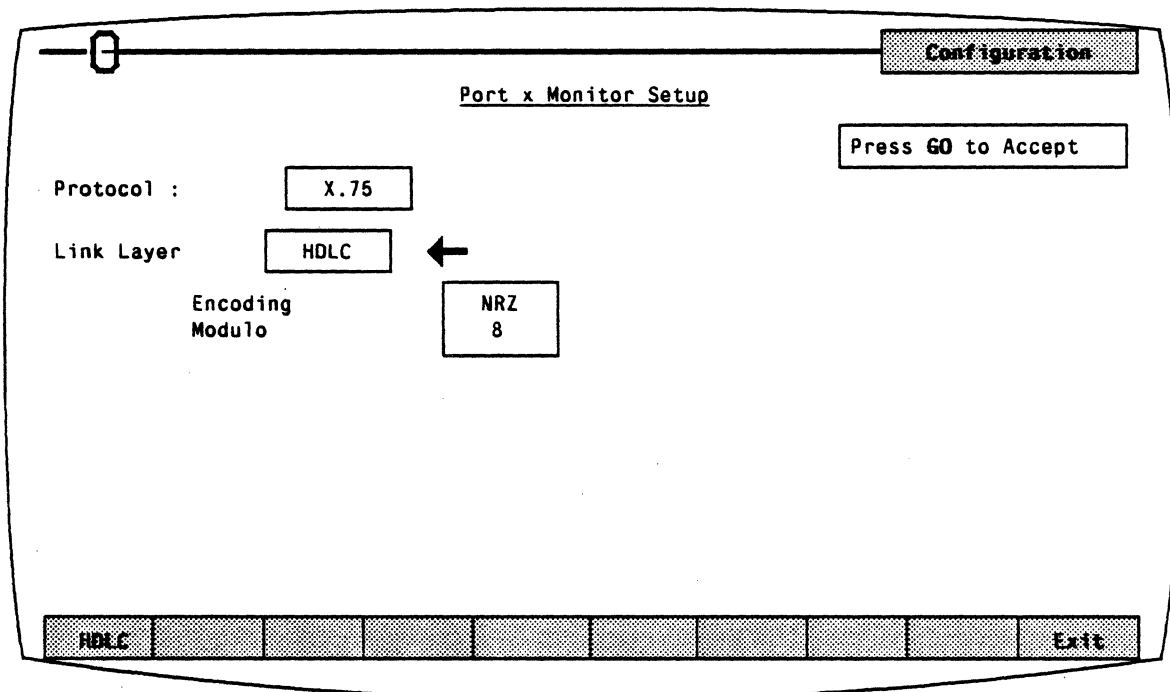 Configuration
Port x Monitor Setup
Press GO to Accept
Protocol : X.75
Link Layer HDLC
Encoding NRZ
Modulo 8
HDLC Exit